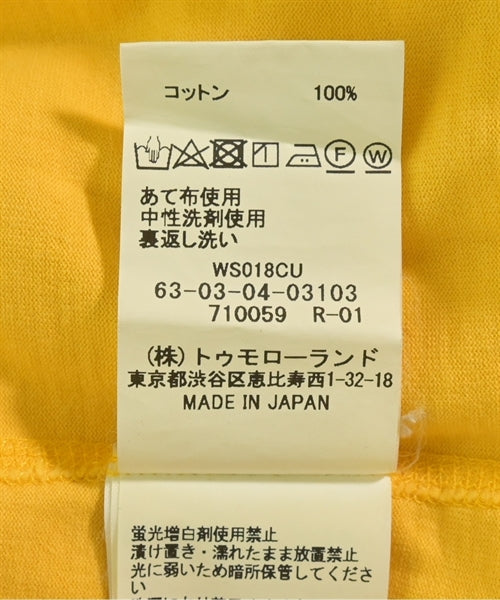 コットン 100%
F W
あて布使用
中性洗剤使用
裏返し洗い
WS018CU
63-03-04-03103
710059 R-01
(株)トゥモローランド
東京都渋谷区恵比寿西1-32-18
MADE IN JAPAN
蛍光増白剤使用禁止
漬け置き・濡れたまま放置禁止
光に弱いため暗所保管してくださ
い